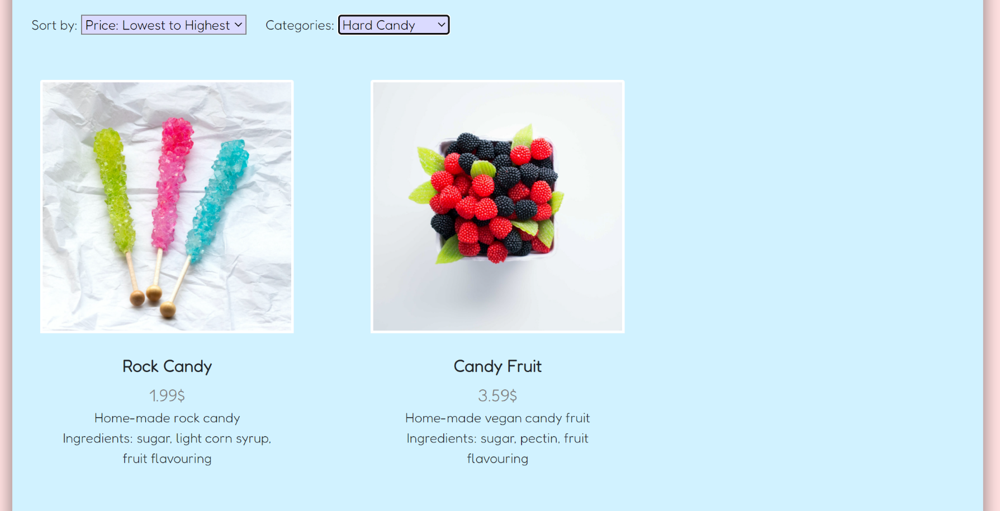 Sort by: Price: Lowest to Highest Categories: Hard Candy
Rock Candy
1.99$
Home-made rock candy
Ingredients: sugar, light corn syrup,
fruit flavouring
Candy Fruit
3.59$
Home-made vegan candy fruit
Ingredients: sugar, pectin, fruit
flavouring